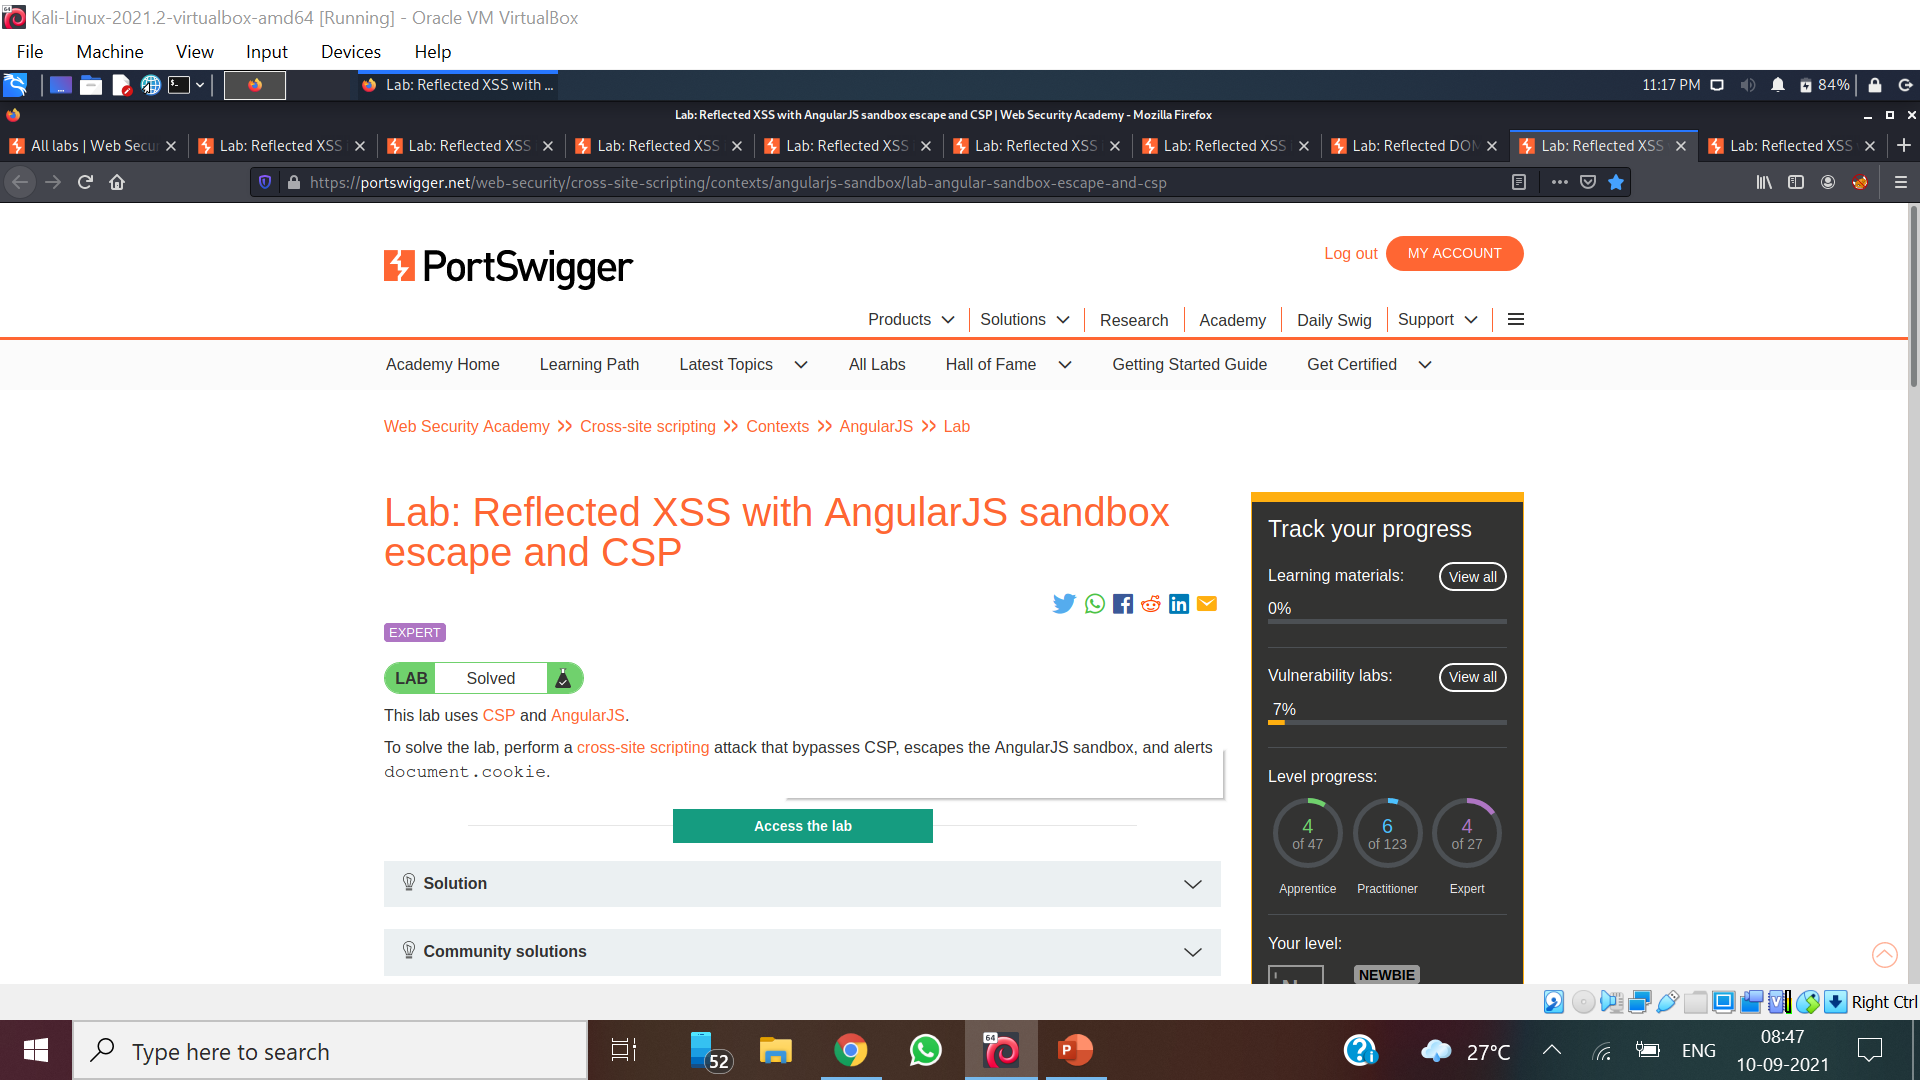 Kali-Linux-2021.2-virtualbox-amd64 [Running] - Oracle VM VirtualBox
File Machine View Input Devices Help
Lab: Reflected XSS with ... 11:17 PM 84%
Lab: Reflected XSS with AngularJS sandbox escape and CSP | Web Security Academy - Mozilla Firefox
All labs | Web Secu Lab: Reflected XSS Lab: Reflected XSS Lab: Reflected XSS Lab: Reflected XSS Lab: Reflected XSS Lab: Reflected XSS Lab: Reflected DOM Lab: Reflected XSS Lab: Reflected XSS
https://portswigger.net/web-security/cross-site-scripting/contexts/angularjs-sandbox/lab-angular-sandbox-escape-and-csp
PortSwigger
Log out MY ACCOUNT
Products Solutions Research Academy Daily Swig Support
Academy Home Learning Path Latest Topics All Labs Hall of Fame Getting Started Guide Get Certified
Web Security Academy >> Cross-site scripting >> Contexts >> AngularJS >> Lab
Lab: Reflected XSS with AngularJS sandbox
escape and CSP
EXPERT
LAB Solved
This lab uses CSP and AngularJS.
To solve the lab, perform a cross-site scripting attack that bypasses CSP, escapes the AngularJS sandbox, and alerts
document.cookie.
Access the lab
Solution
Community solutions
Track your progress
Learning materials: View all
0%
Vulnerability labs: View all
7%
Level progress:
4 of 47
6 of 123
4 of 27
Apprentice Practitioner Expert
Your level:
NEWBIE
Right Ctrl
Type here to search
52
64
27°C
ENG
08:47
10-09-2021